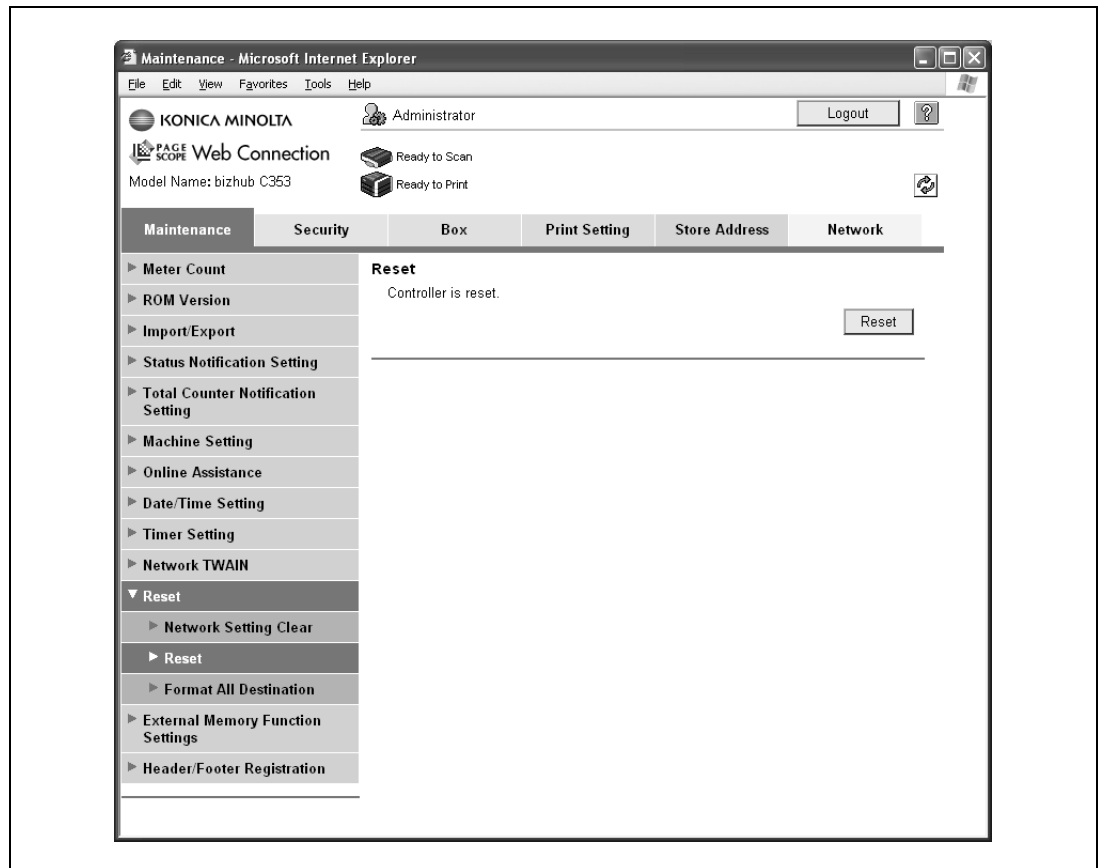 Maintenance - Microsoft Internet Explorer
File Edit View Favorites Tools Help
KONICA MINOLTA
Administrator
Logout
?
PAGE SCOPE Web Connection
Ready to Scan
Model Name: bizhub C353
Ready to Print
Maintenance Security Box Print Setting Store Address Network
Meter Count
ROM Version
Import/Export
Status Notification Setting
Total Counter Notification
Setting
Machine Setting
Online Assistance
Date/Time Setting
Timer Setting
Network TWAIN
Reset
Network Setting Clear
Reset
Format All Destination
External Memory Function
Settings
Header/Footer Registration
Reset
Controller is reset.
Reset